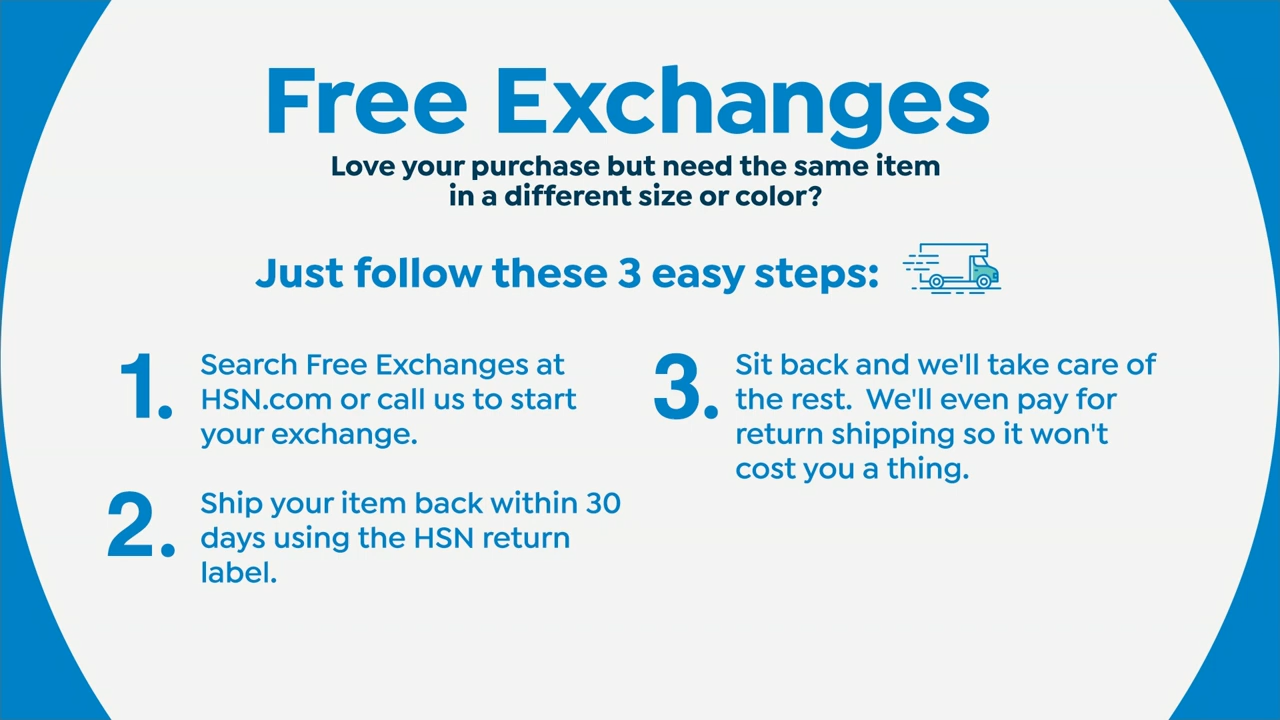 Free Exchanges
Love your purchase but need the same item
in a different size or color?
Just follow these 3 easy steps:
1. Search Free Exchanges at
HSN.com or call us to start
your exchange.
2. Ship your item back within 30
days using the HSN return
label.
3. Sit back and we'll take care of
the rest.  We'll even pay for
return shipping so it won't
cost you a thing.